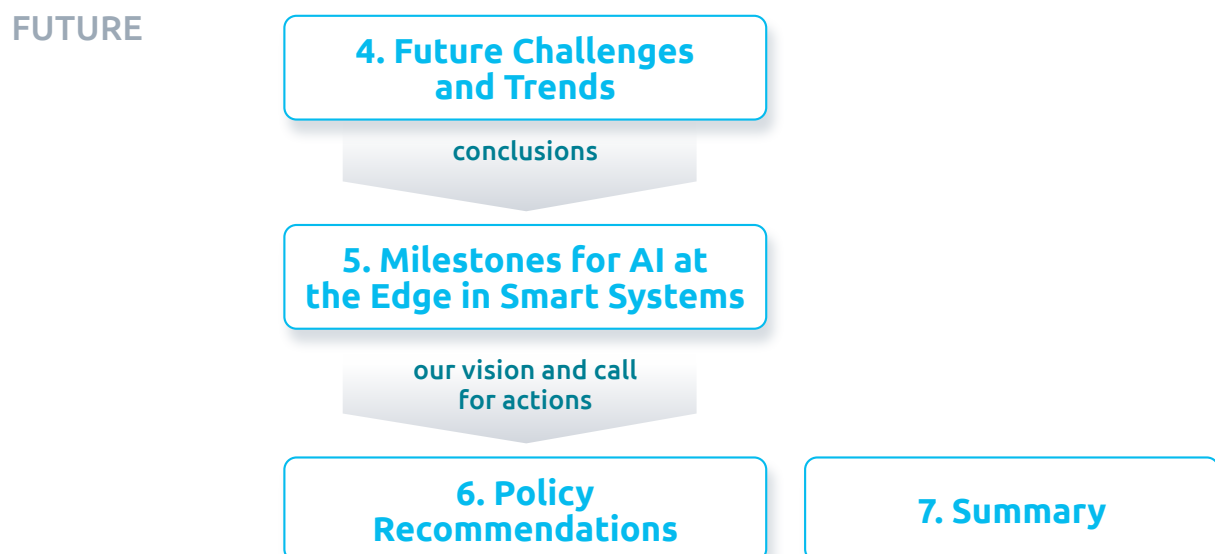 FUTURE
4. Future Challenges
and Trends
conclusions
5. Milestones for AI at
the Edge in Smart Systems
our vision and call
for actions
6. Policy
Recommendations
7. Summary